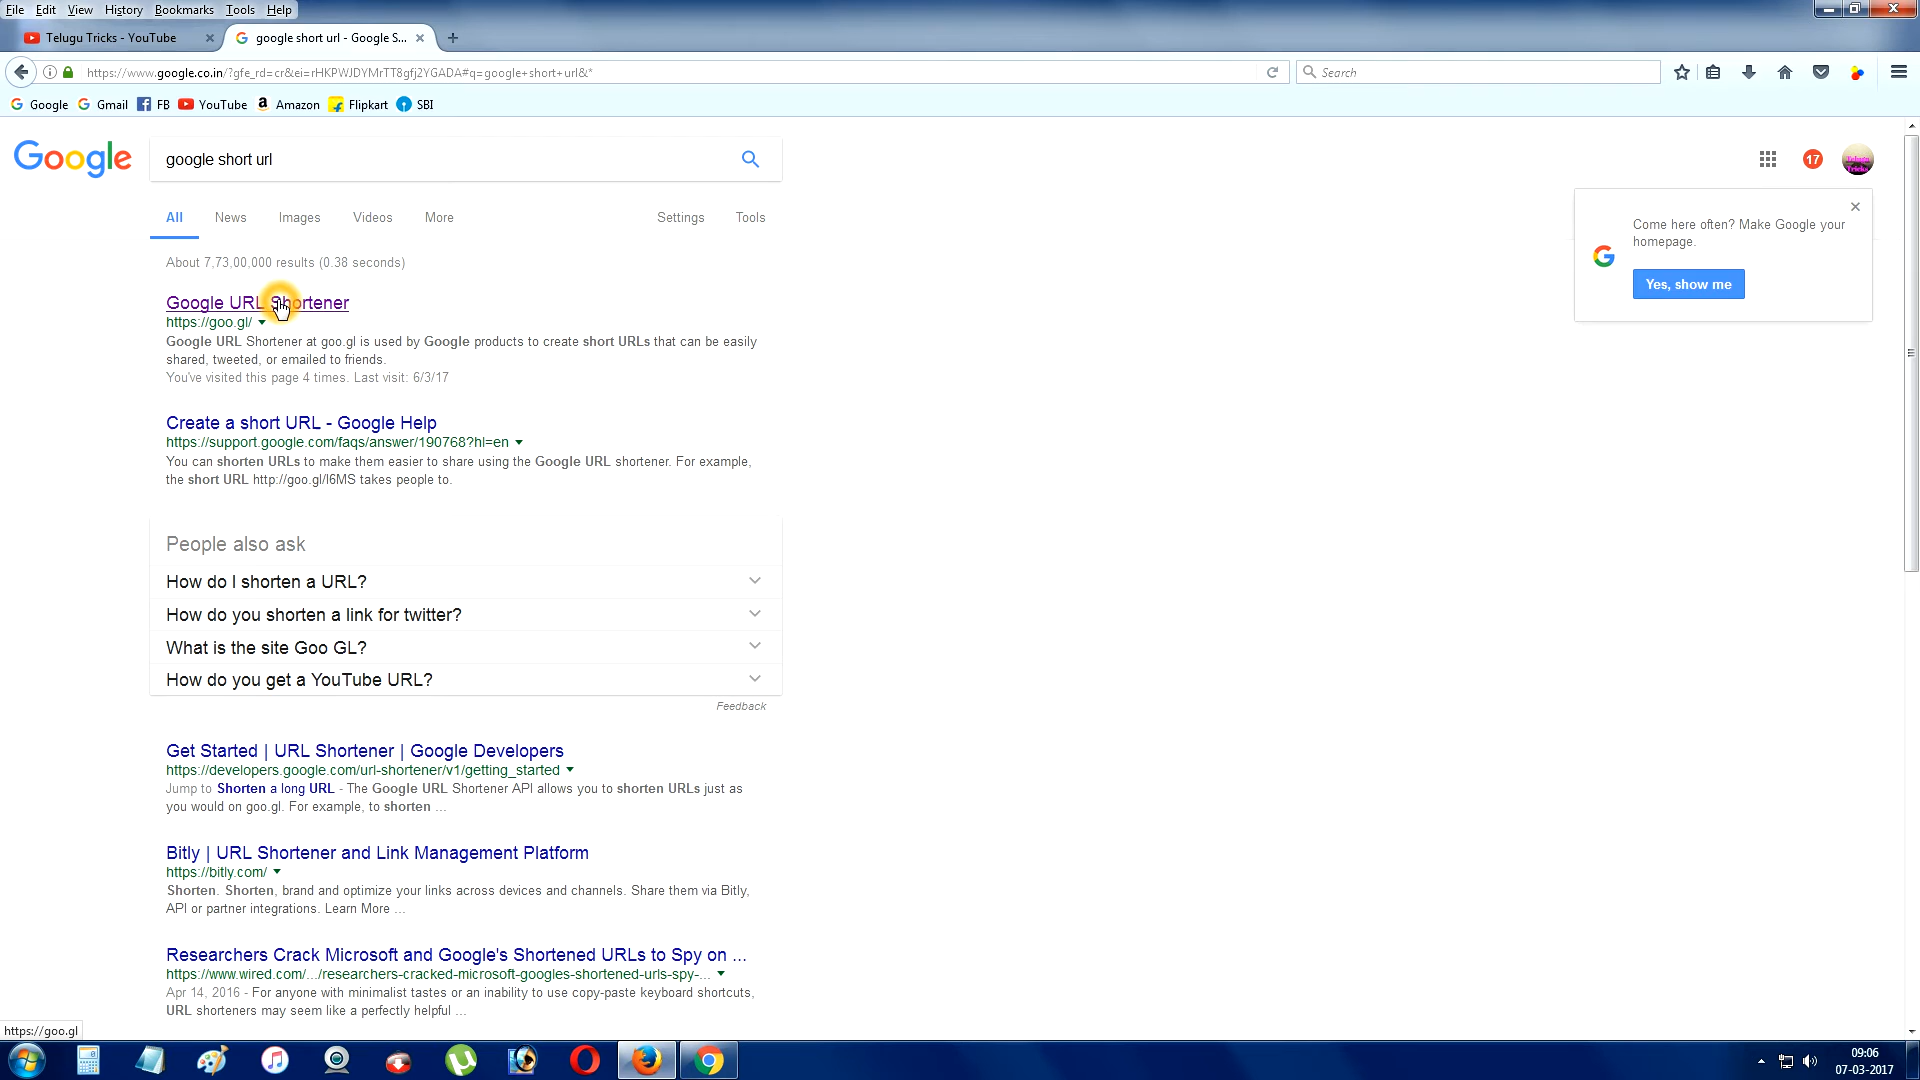 File Edit View History Bookmarks Tools Help
Telugu Tricks - YouTube
google short url - Google S...
https://www.google.co.in/?gfe_rd=cr&ei=rHKPWJDYMrTT8gfj2YGADA#q=google+short+url&*
Search
Google Gmail FB YouTube Amazon Flipkart SBI
Google
google short url
17
Telugu Tricks
All News Images Videos More Settings Tools
Come here often? Make Google your
homepage.
Yes, show me
About 7,73,00,000 results (0.38 seconds)
Google URL Shortener
https://goo.gl/
Google URL Shortener at goo.gl is used by Google products to create short URLs that can be easily
shared, tweeted, or emailed to friends.
You've visited this page 4 times. Last visit: 6/3/17
Create a short URL - Google Help
https://support.google.com/faqs/answer/190768?hl=en
You can shorten URLs to make them easier to share using the Google URL shortener. For example,
the short URL http://goo.gl/l6MS takes people to.
People also ask
How do I shorten a URL?
How do you shorten a link for twitter?
What is the site Goo GL?
How do you get a YouTube URL?
Feedback
Get Started | URL Shortener | Google Developers
https://developers.google.com/url-shortener/v1/getting_started
Jump to Shorten a long URL - The Google URL Shortener API allows you to shorten URLs just as
you would on goo.gl. For example, to shorten ...
Bitly | URL Shortener and Link Management Platform
https://bitly.com/
Shorten. Shorten, brand and optimize your links across devices and channels. Share them via Bitly,
API or partner integrations. Learn More ...
Researchers Crack Microsoft and Google's Shortened URLs to Spy on ...
https://www.wired.com/.../researchers-cracked-microsoft-googles-shortened-urls-spy-...
Apr 14, 2016 - For anyone with minimalist tastes or an inability to use copy-paste keyboard shortcuts,
URL shorteners may seem like a perfectly helpful ...
https://goo.gl
09:06
07-03-2017